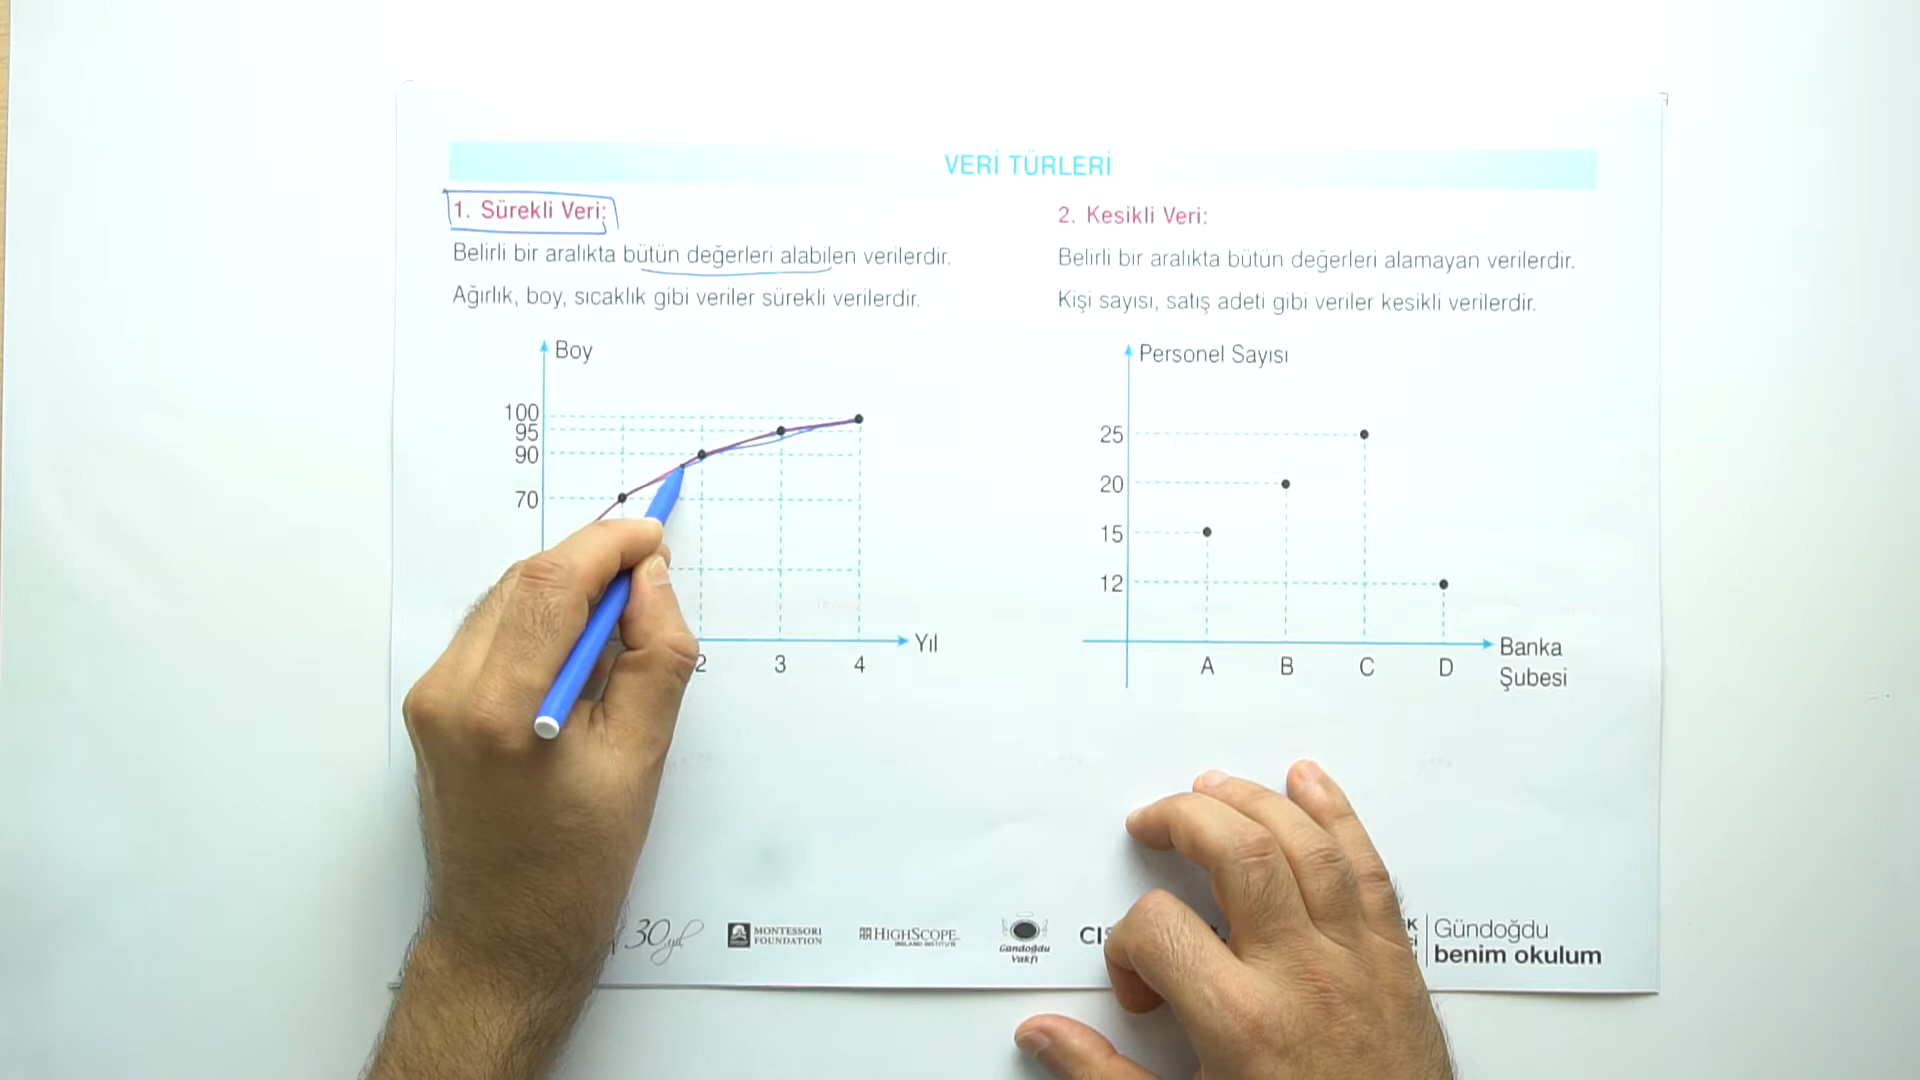 VERİ TÜRLERİ
1. Sürekli Veri:
Belirli bir aralıkta bütün değerleri alabilen verilerdir.
Ağırlık, boy, sıcaklık gibi veriler sürekli verilerdir.
Boy
100
95
90
70
2
3
4
Yıl
2. Kesikli Veri:
Belirli bir aralıkta bütün değerleri alamayan verilerdir.
Kişi sayısı, satış adeti gibi veriler kesikli verilerdir.
Personel Sayısı
25
20
15
12
A
B
C
D
Banka
Şubesi
30.yıl
MONTESSORI
FOUNDATION
HIGHSCOPE
Gündoğdu
Vakfı
Gündoğdu
benim okulum